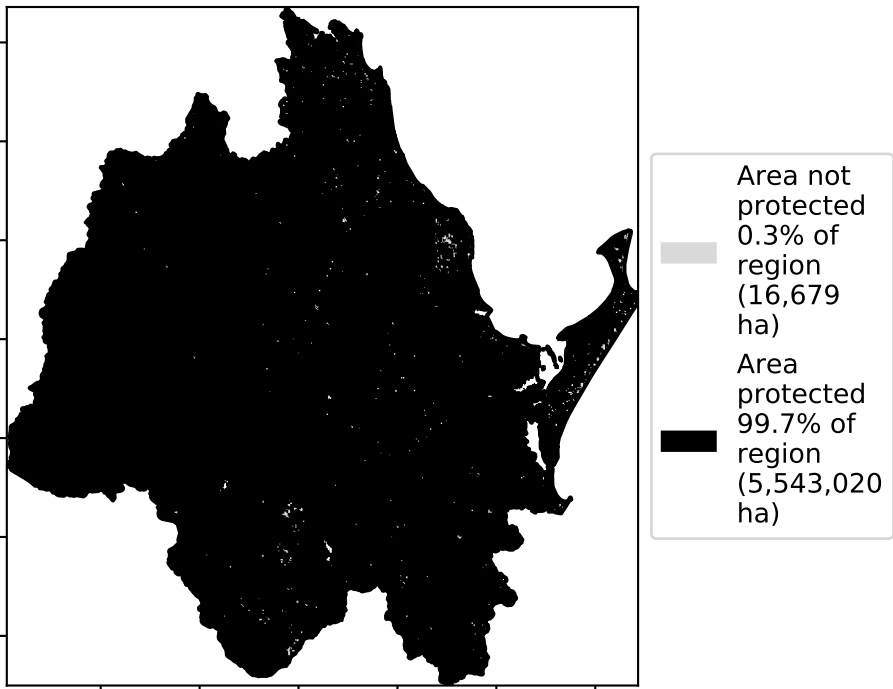 Area not
protected
0.3% of
region
(16,679
ha)
Area
protected
99.7% of
region
(5,543,020
ha)